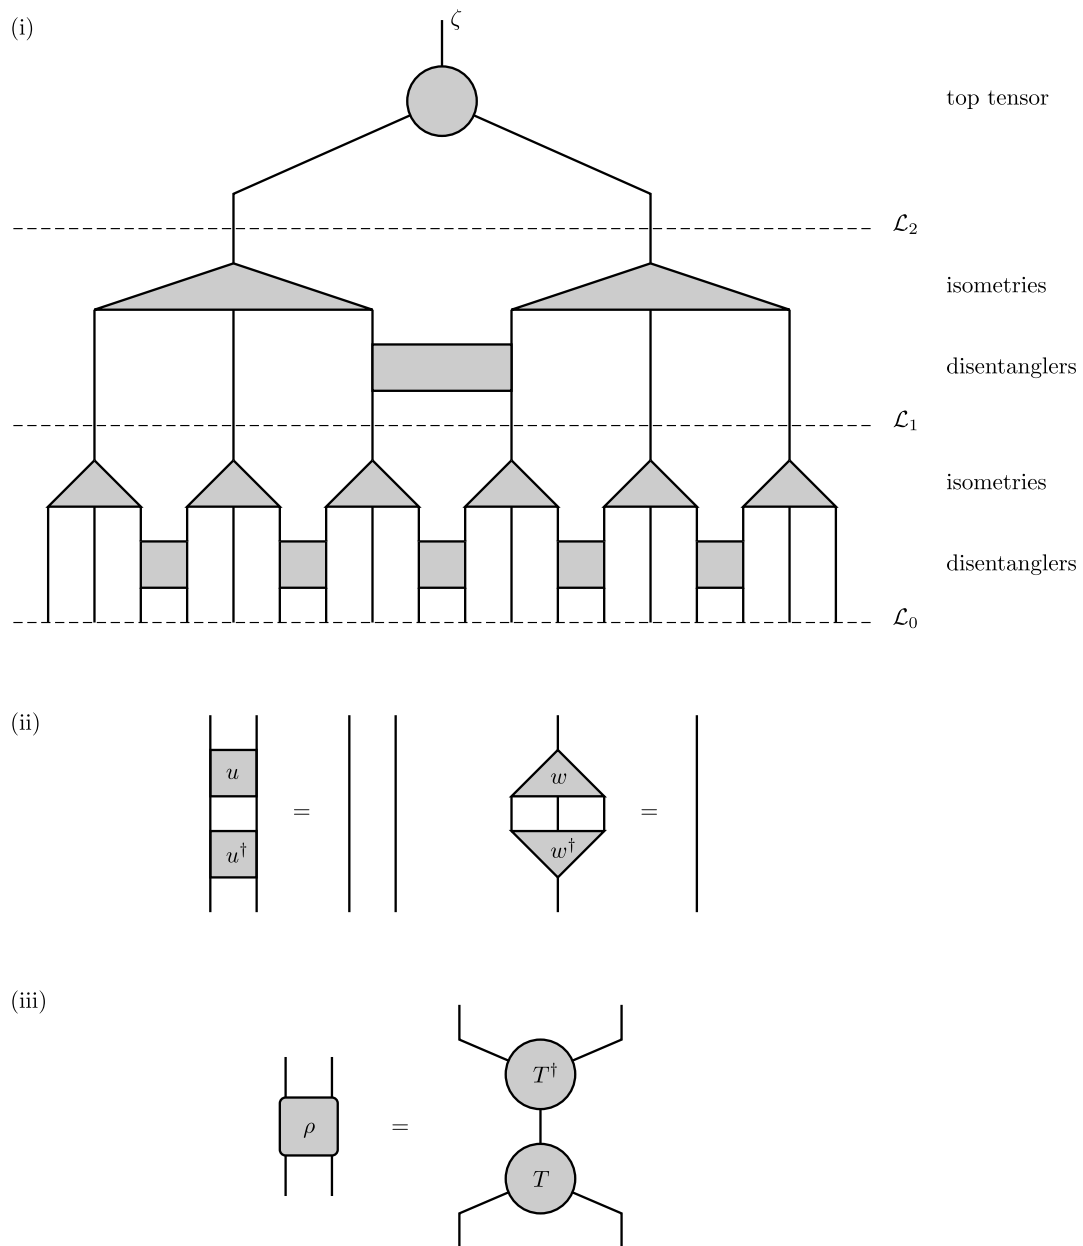 (i)
ζ
top tensor
ℒ₂
isometries
disentanglers
ℒ₁
isometries
disentanglers
ℒ₀
(ii)
u
u†
=
w
w†
=
(iii)
ρ
=
T†
T